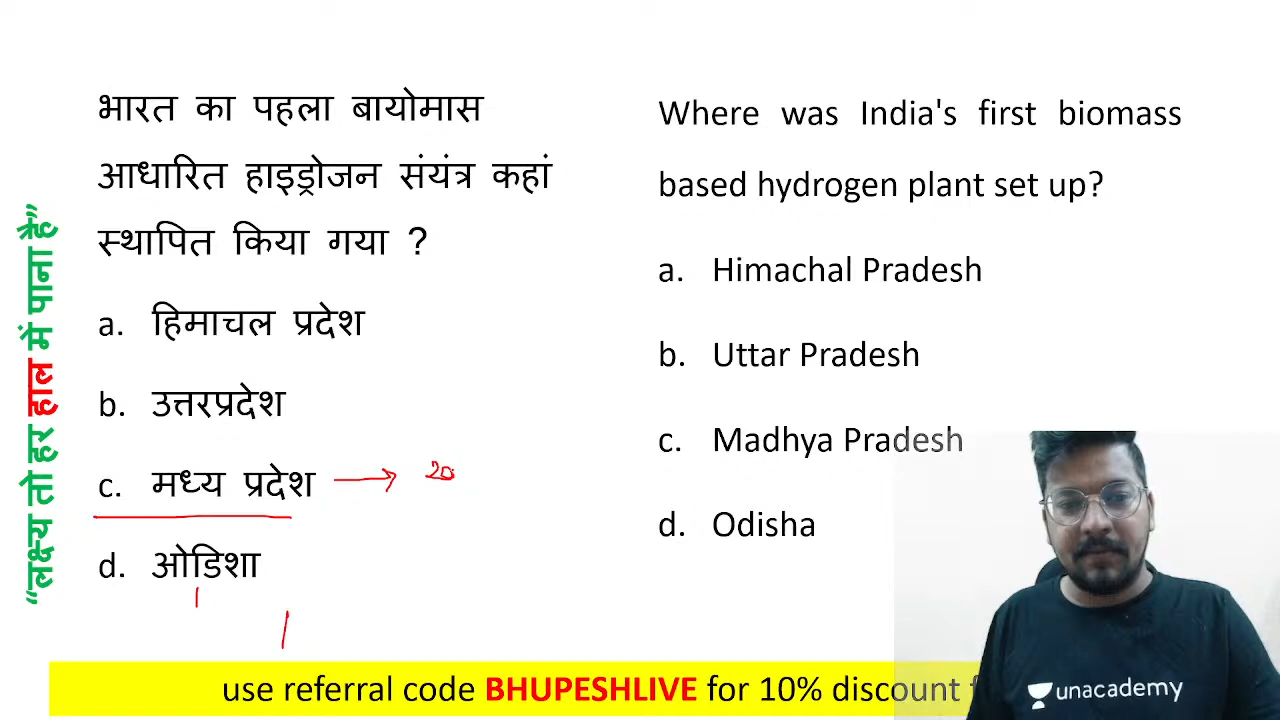 "लक्ष्य तो हर हाल में पाना है"
भारत का पहला बायोमास
आधारित हाइड्रोजन संयंत्र कहां
स्थापित किया गया ?
a. हिमाचल प्रदेश
b. उत्तरप्रदेश
c. मध्य प्रदेश → 20
d. ओडिशा
Where was India's first biomass
based hydrogen plant set up?
a. Himachal Pradesh
b. Uttar Pradesh
c. Madhya Pradesh
d. Odisha
use referral code BHUPESHLIVE for 10% discount
unacademy